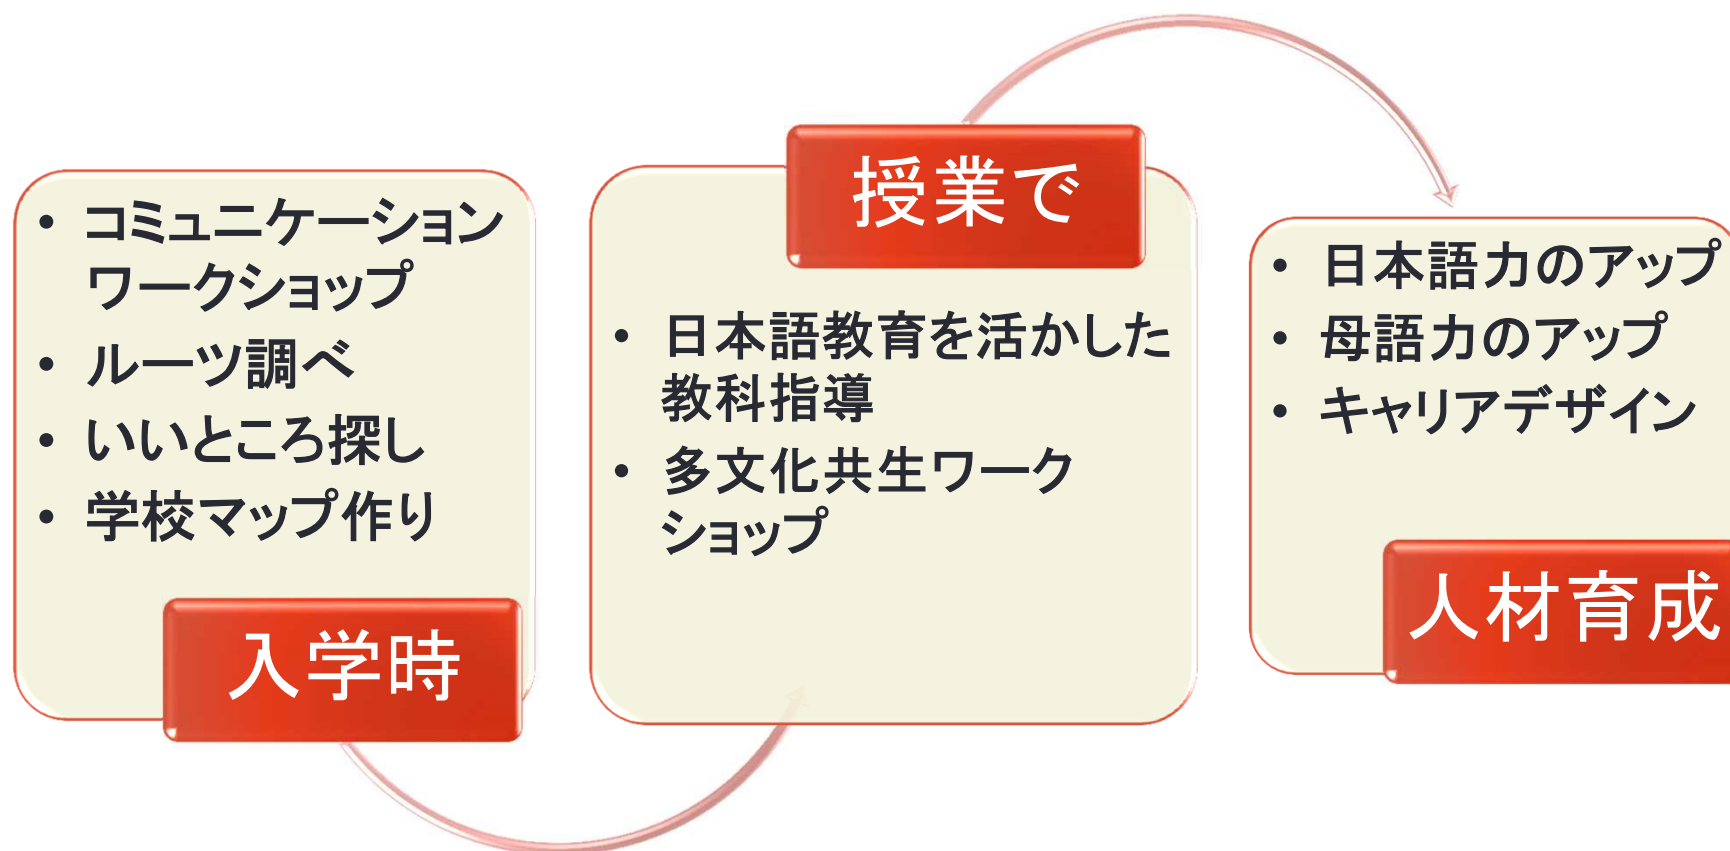 • コミュニケーション
ワークショップ
• ルーツ調べ
• いいところ探し
• 学校マップ作り
入学時
授業で
• 日本語教育を活かした
教科指導
• 多文化共生ワーク
ショップ
• 日本語力のアップ
• 母語力のアップ
• キャリアデザイン
人材育成